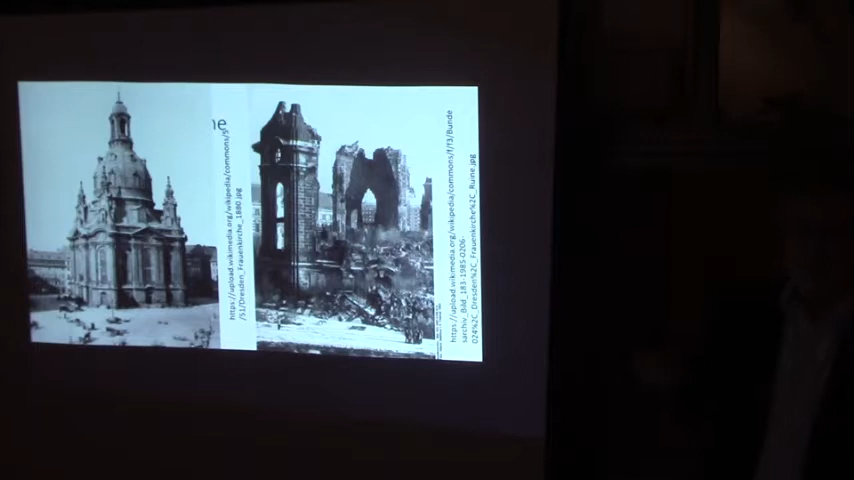 ne
https://upload.wikimedia.org/wikipedia/commons/5
/51/Dresden_Frauenkirche_1880.jpg
https://upload.wikimedia.org/wikipedia/commons/f/f3/Bunde
sarchiv_Bild_183-1985-0206-
024%2C_Dresden%2C_Frauenkirche%2C_Ruine.jpg